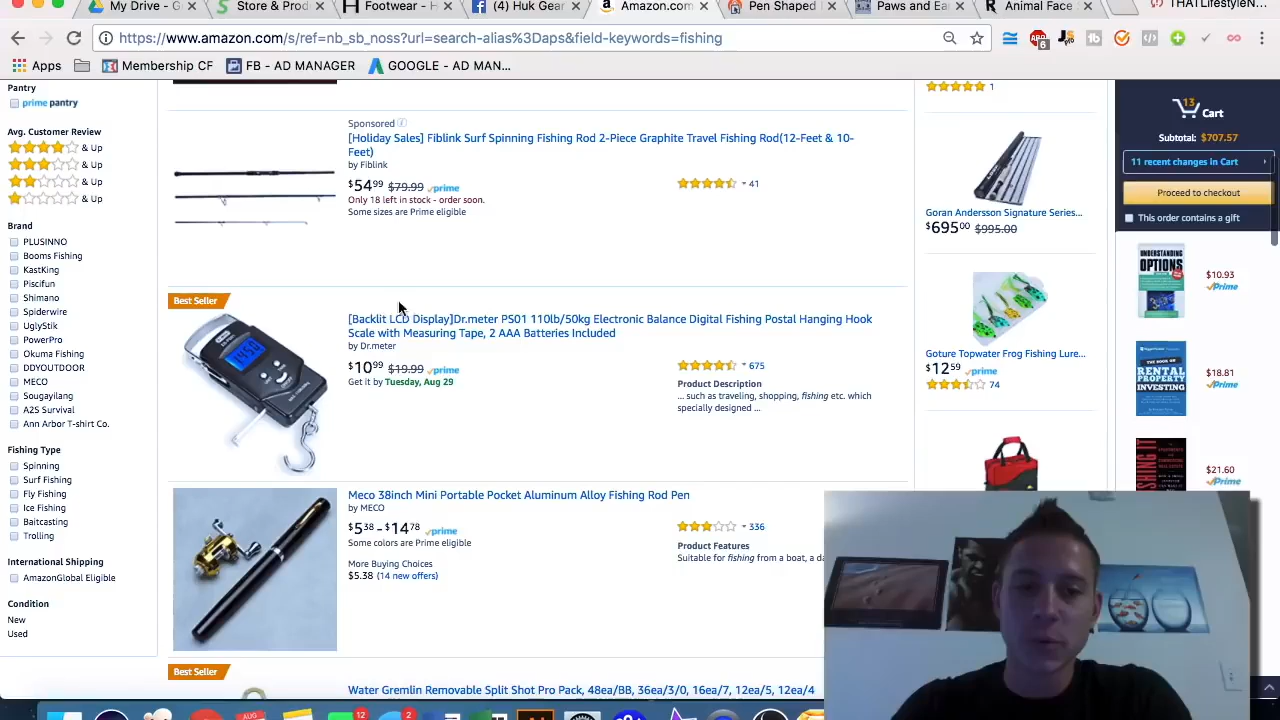 My Drive - G
Store & Prod
Footwear - H
(4) Huk Gear
Amazon.com
Pen Shaped
Paws and Ea
Animal Face
THATLifestyleN
https://www.amazon.com/s/ref=nb_sb_noss?url=search-alias%3Daps&field-keywords=fishing
6
Apps
Membership CF
FB - AD MANAGER
GOOGLE - AD MAN...
Pantry
prime pantry
Avg. Customer Review
& Up
& Up
& Up
& Up
Brand
PLUSINNO
Booms Fishing
KastKing
Piscifun
Shimano
Spiderwire
UglyStik
PowerPro
Okuma Fishing
DDYOUTDOOR
MECO
Sougayilang
A2S Survival
Ann Arbor T-shirt Co.
Fishing Type
Spinning
Surf Fishing
Fly Fishing
Ice Fishing
Baitcasting
Trolling
International Shipping
AmazonGlobal Eligible
Condition
New
Used
Sponsored
[Holiday Sales] Fiblink Surf Spinning Fishing Rod 2-Piece Graphite Travel Fishing Rod(12-Feet & 10-
Feet)
by Fiblink
$54 99 $79.99 prime
Only 18 left in stock - order soon.
Some sizes are Prime eligible
41
Best Seller
[Backlit LCD Display]Dr.meter PS01 110lb/50kg Electronic Balance Digital Fishing Postal Hanging Hook
Scale with Measuring Tape, 2 AAA Batteries Included
by Dr.meter
$10 99 $19.99 prime
Get it by Tuesday, Aug 29
675
Product Description
... such as traveling, shopping, fishing etc. which
specially designed ...
Meco 38inch Mini Portable Pocket Aluminum Alloy Fishing Rod Pen
by MECO
$5 38 - $14 78 prime
Some colors are Prime eligible
More Buying Choices
$5.38 (14 new offers)
336
Product Features
Suitable for fishing from a boat, a da
Best Seller
Water Gremlin Removable Split Shot Pro Pack, 48ea/BB, 36ea/3/0, 16ea/7, 12ea/5, 12ea/4
1
Goran Andersson Signature Series...
$695 00 $995.00
Goture Topwater Frog Fishing Lure...
$12 59 prime
74
13
Cart
Subtotal: $707.57
11 recent changes in Cart
Proceed to checkout
This order contains a gift
UNDERSTANDING
OPTIONS
$10.93
Prime
THE BOOK ON
RENTAL
PROPERTY
INVESTING
$18.81
Prime
$21.60
Prime
AUG
12
2